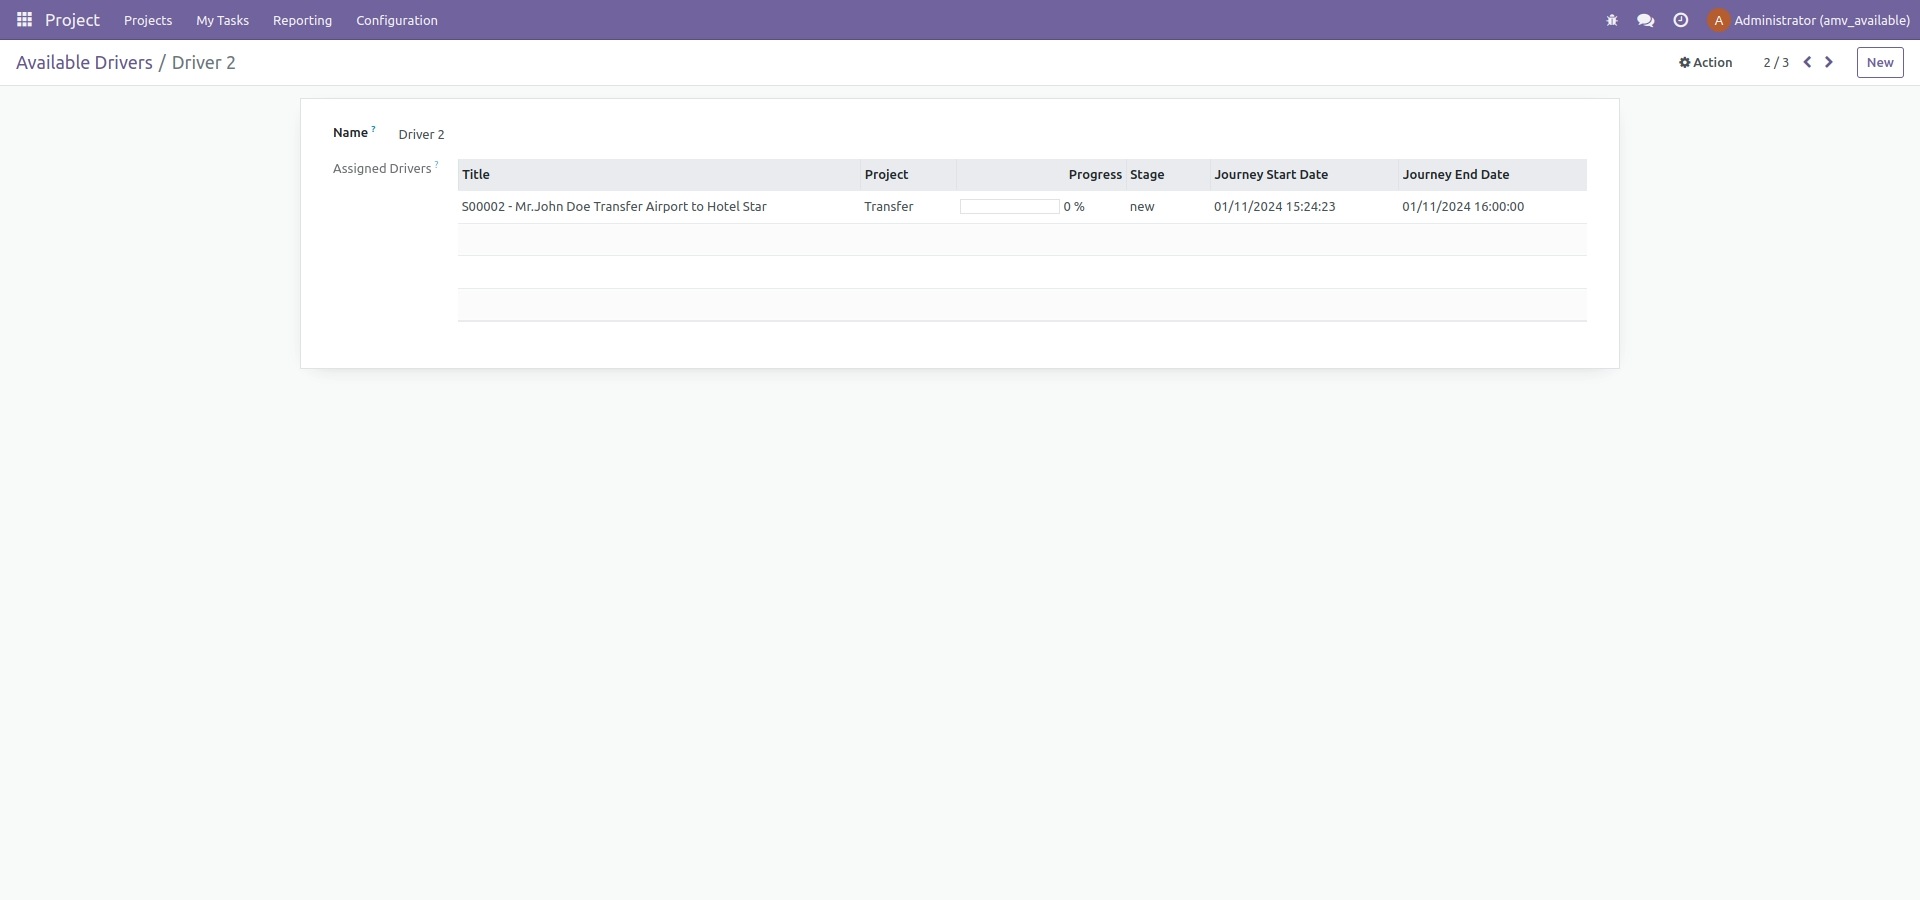 Project Projects My Tasks Reporting Configuration A Administrator (amv_available)
Available Drivers / Driver 2 Action 2 / 3 New
Name ? Driver 2
Assigned Drivers ?
Title Project Progress Stage Journey Start Date Journey End Date
S00002 - Mr.John Doe Transfer Airport to Hotel Star Transfer 0 % new 01/11/2024 15:24:23 01/11/2024 16:00:00